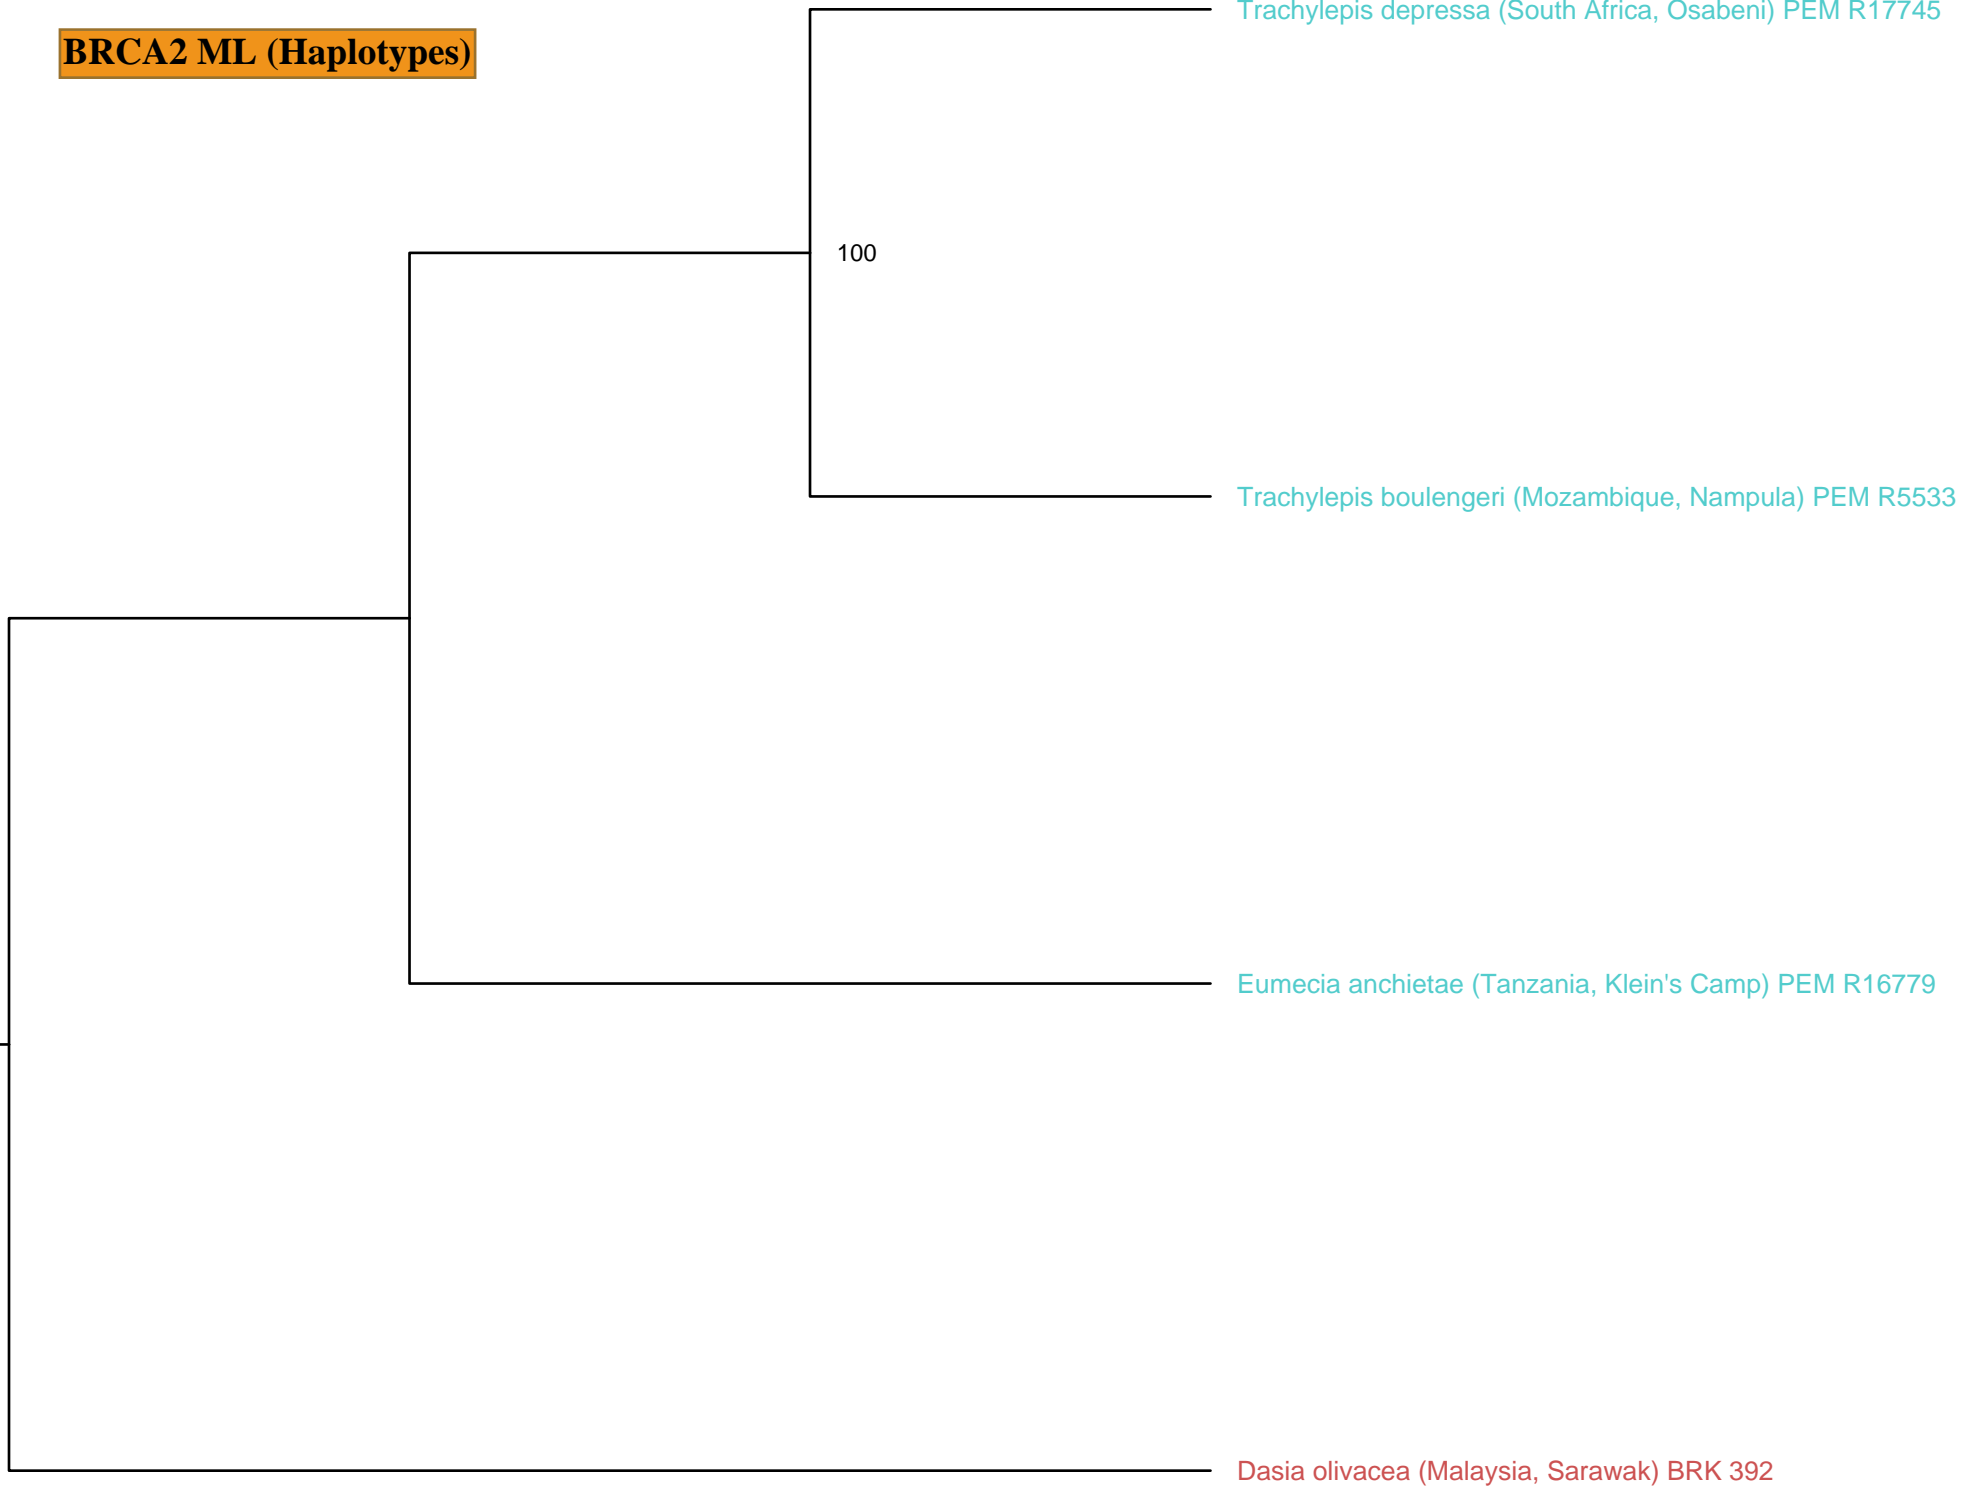 Trachylepis depressa (South Africa, Osabeni) PEM R17745
BRCA2 ML (Haplotypes)
100
Trachylepis boulengeri (Mozambique, Nampula) PEM R5533
Eumecia anchietae (Tanzania, Klein's Camp) PEM R16779
Dasia olivacea (Malaysia, Sarawak) BRK 392